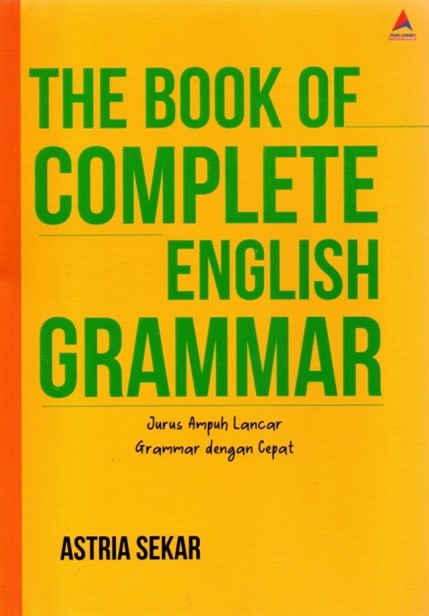 THE BOOK OF
COMPLETE
ENGLISH
GRAMMAR
Jurus Ampuh Lancar
Grammar dengan Cepat
ASTRIA SEKAR